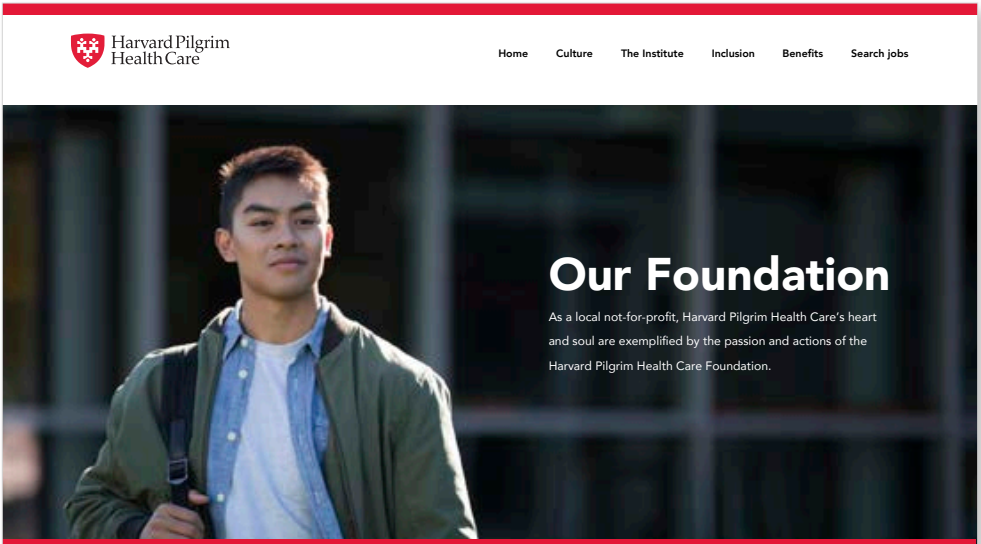 Harvard Pilgrim
Health Care
Home Culture The Institute Inclusion Benefits Search jobs
Our Foundation
As a local not-for-profit, Harvard Pilgrim Health Care’s heart
and soul are exemplified by the passion and actions of the
Harvard Pilgrim Health Care Foundation.